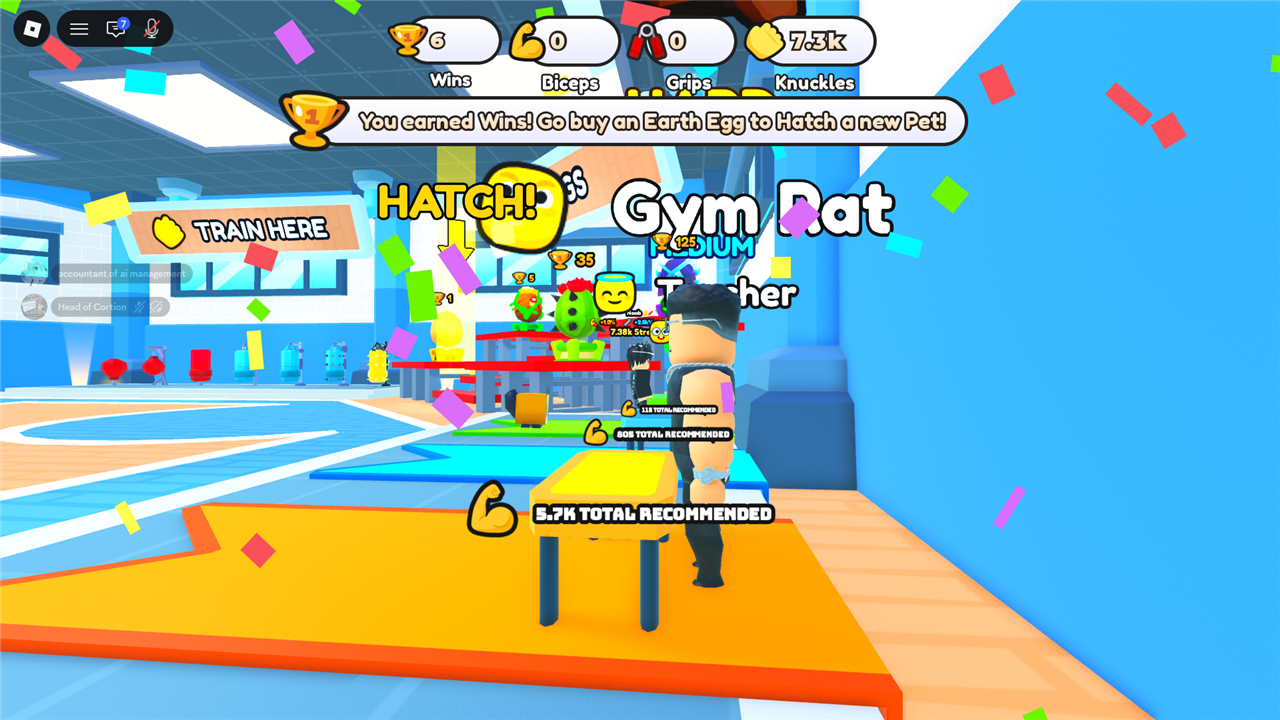 7
6
0
0
7.3k
Wins
Biceps
Grips
Knuckles
You earned Wins! Go buy an Earth Egg to Hatch a new Pet!
HATCH!
Gym Rat
TRAIN HERE
125
MEDIUM
35
5
1
accountant of ai management
Head of Cortion
118 TOTAL RECOMMENDED
805 TOTAL RECOMMENDED
5.7K TOTAL RECOMMENDED